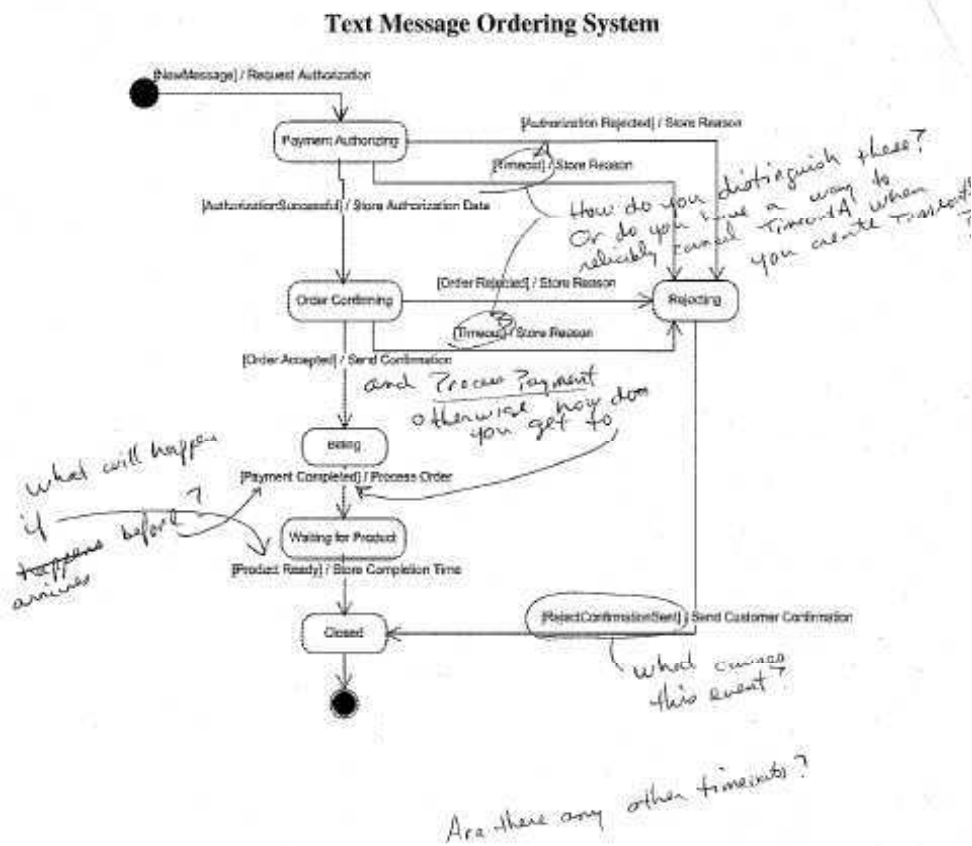 Text Message Ordering System
[NewMessage] / Request Authorization
Payment Authorizing
[Authorization Rejected] / Store Reason
[Timeout] / Store Reason
A
[AuthorizationSuccessful] / Store Authorization Data
How do you distinguish these?
Or do you have a way to
reliably cancel TimeoutA when
you create Timeout
Order Confirming
[Order Rejected] / Store Reason
Rejecting
[Timeout] / Store Reason
B
[Order Accepted] / Send Confirmation
and Process Payment
otherwise how does
you get to
Billing
[Payment Completed] / Process Order
What will happen
if
happens before?
arrives
Waiting for Product
[Product Ready] / Store Completion Time
Closed
[RejectConfirmationSent] / Send Customer Confirmation
What causes
this event?
Are there any other timeouts?